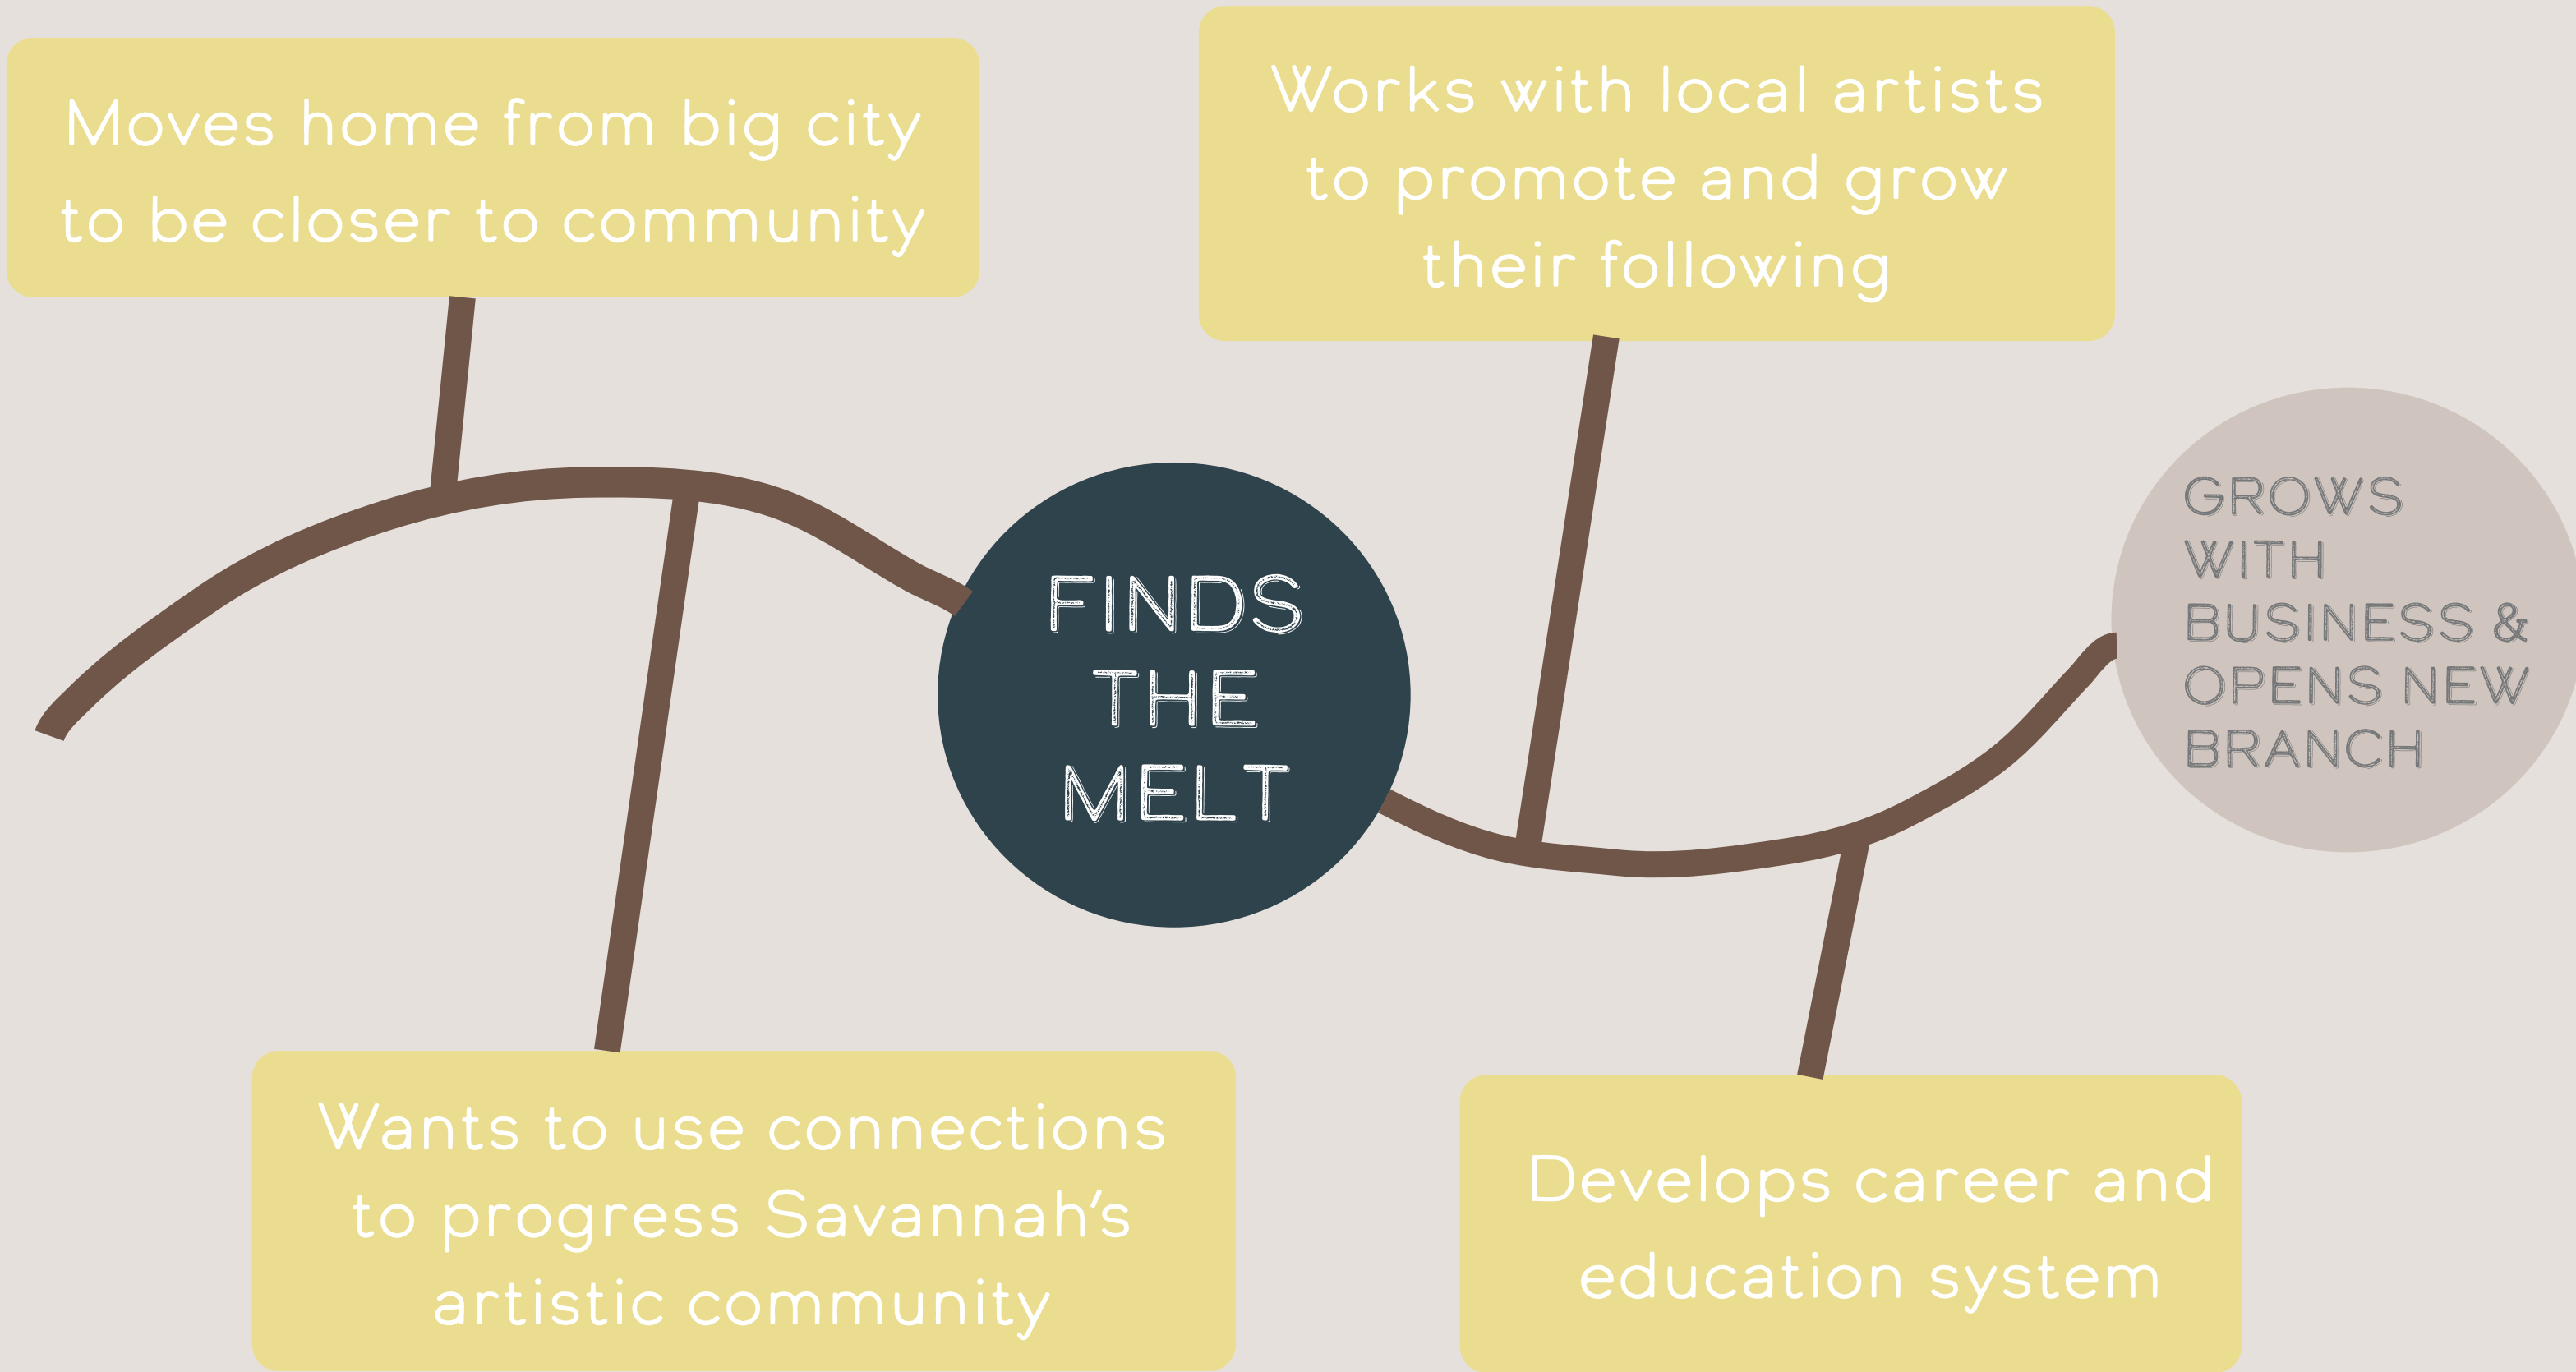 Moves home from big city
to be closer to community
Wants to use connections
to progress Savannah's
artistic community
FINDS
THE
MELT
Works with local artists
to promote and grow
their following
Develops career and
education system
GROWS
WITH
BUSINESS &
OPENS NEW
BRANCH